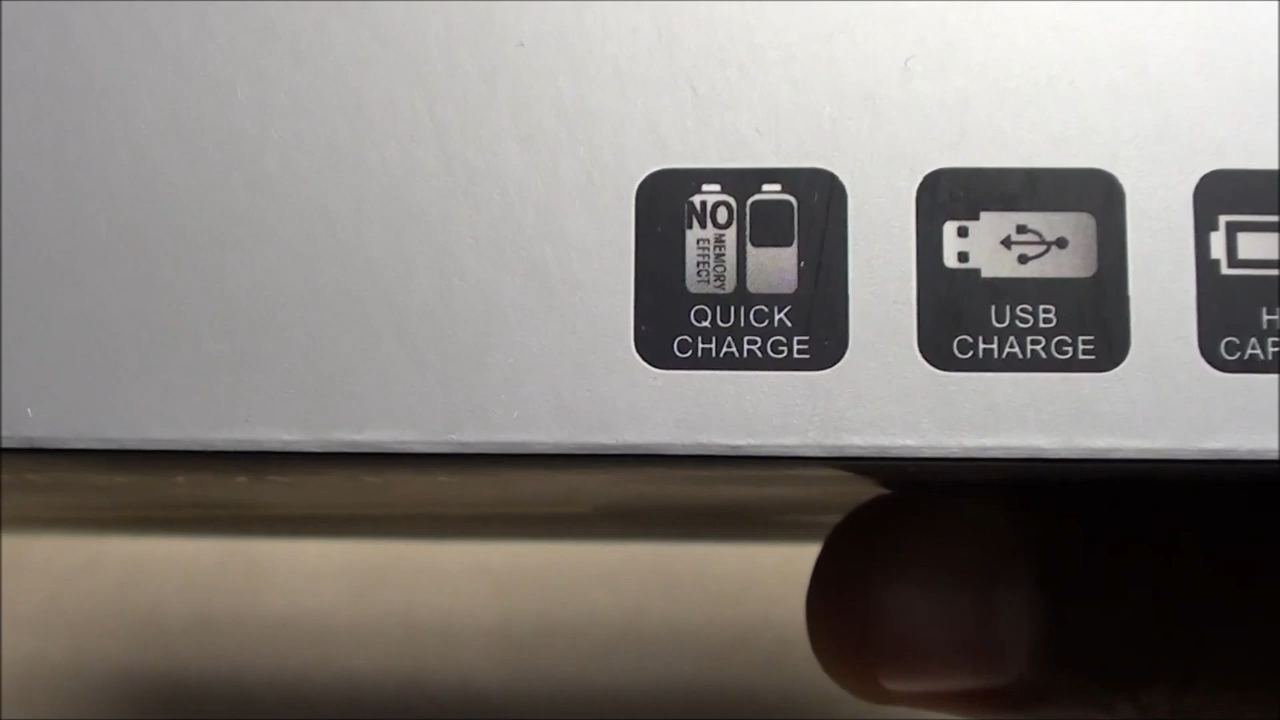 NO
MEMORY
EFFECT
QUICK
CHARGE
USB
CHARGE